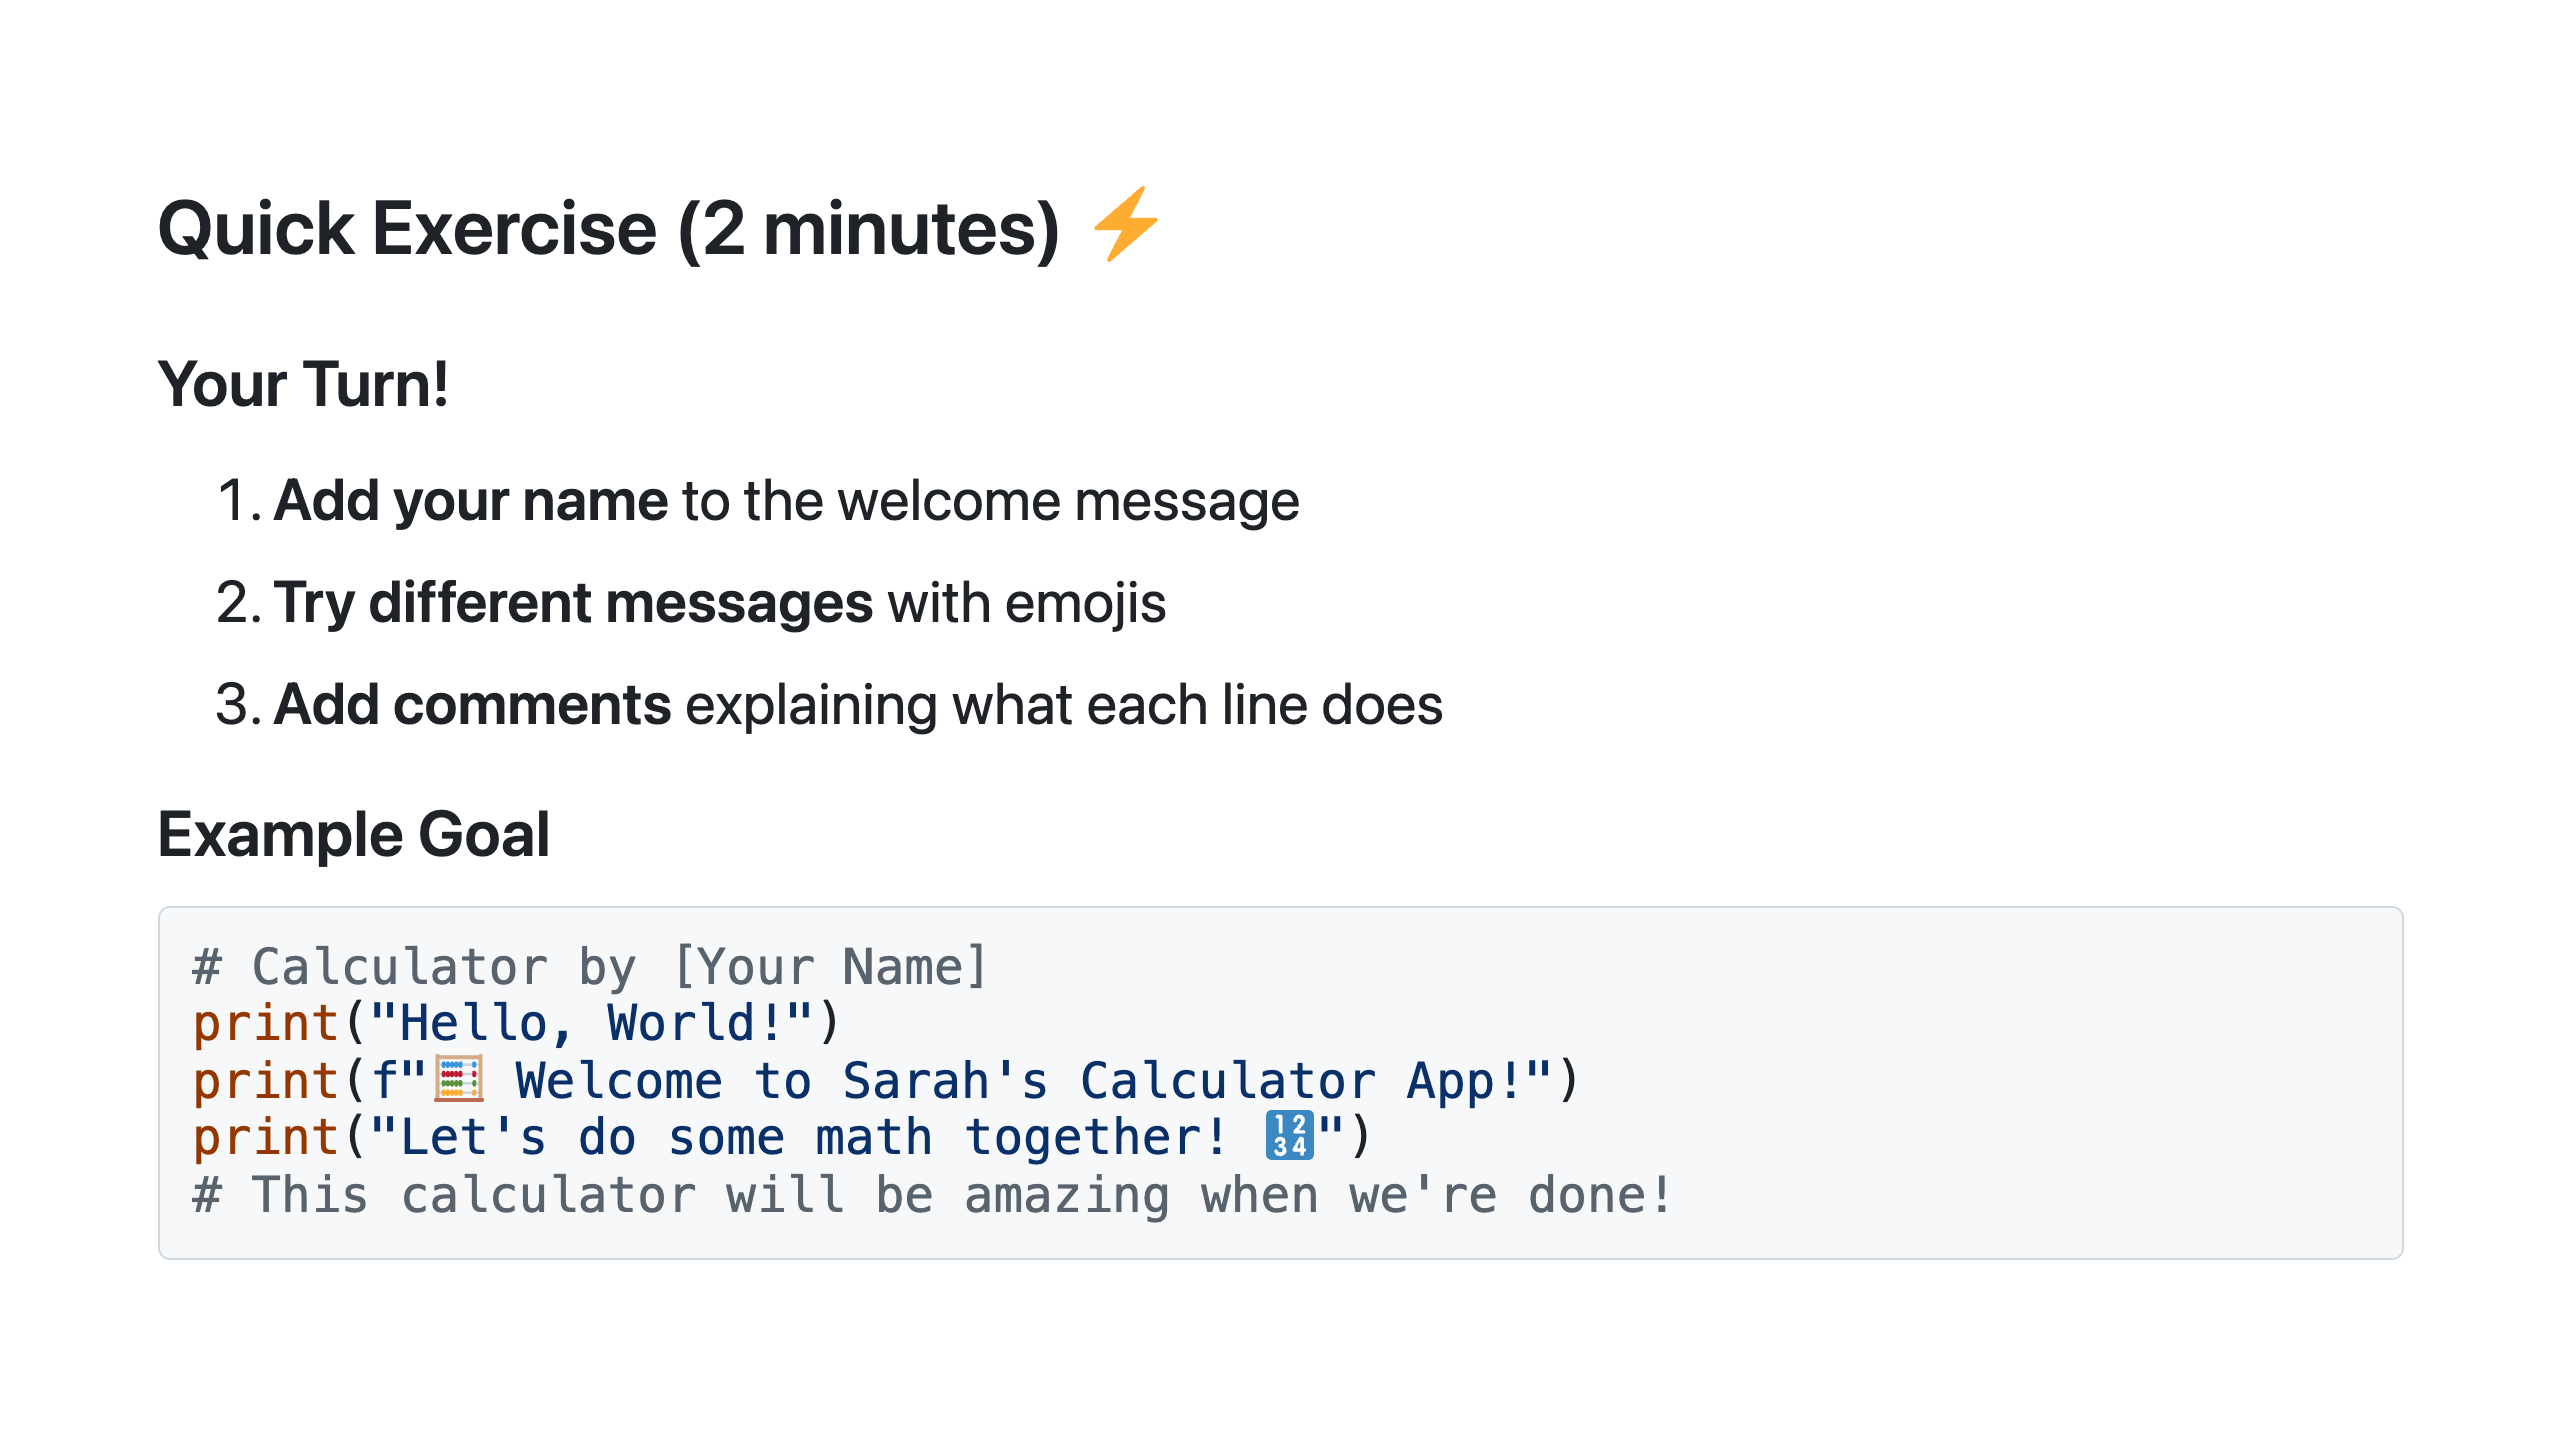 Quick Exercise (2 minutes) ⚡
Your Turn!
1. Add your name to the welcome message
2. Try different messages with emojis
3. Add comments explaining what each line does
Example Goal
# Calculator by [Your Name]
print("Hello, World!")
print(f"🧮 Welcome to Sarah's Calculator App!")
print("Let's do some math together! 🔢")
# This calculator will be amazing when we're done!